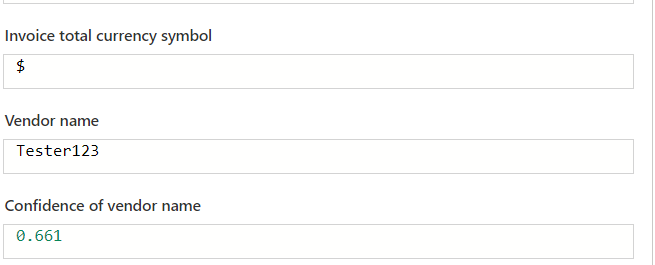 Invoice total currency symbol
$
Vendor name
Tester123
Confidence of vendor name
0.661